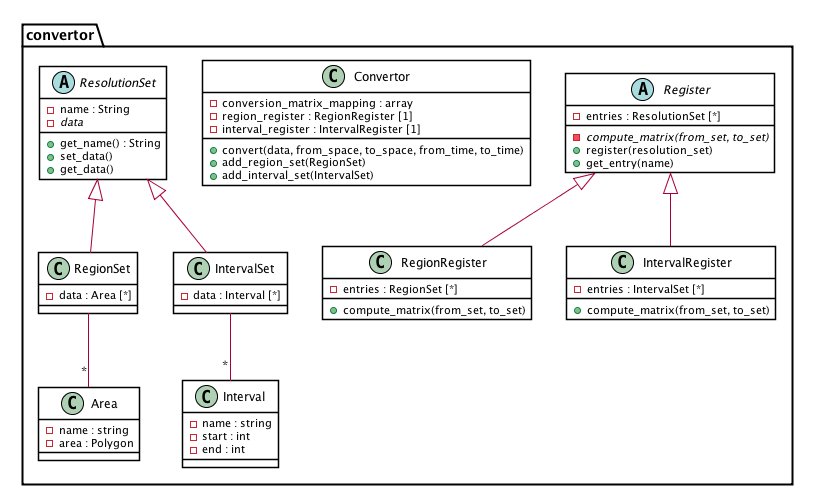 convertor
A ResolutionSet
name : String
data
get_name() : String
set_data()
get_data()
C Convertor
conversion_matrix_mapping : array
region_register : RegionRegister [1]
interval_register : IntervalRegister [1]
convert(data, from_space, to_space, from_time, to_time)
add_region_set(RegionSet)
add_interval_set(IntervalSet)
A Register
entries : ResolutionSet [*]
compute_matrix(from_set, to_set)
register(resolution_set)
get_entry(name)
C RegionSet
data : Area [*]
C IntervalSet
data : Interval [*]
C RegionRegister
entries : RegionSet [*]
compute_matrix(from_set, to_set)
C IntervalRegister
entries : IntervalSet [*]
compute_matrix(from_set, to_set)
*
*
C Area
name : string
area : Polygon
C Interval
name : string
start : int
end : int